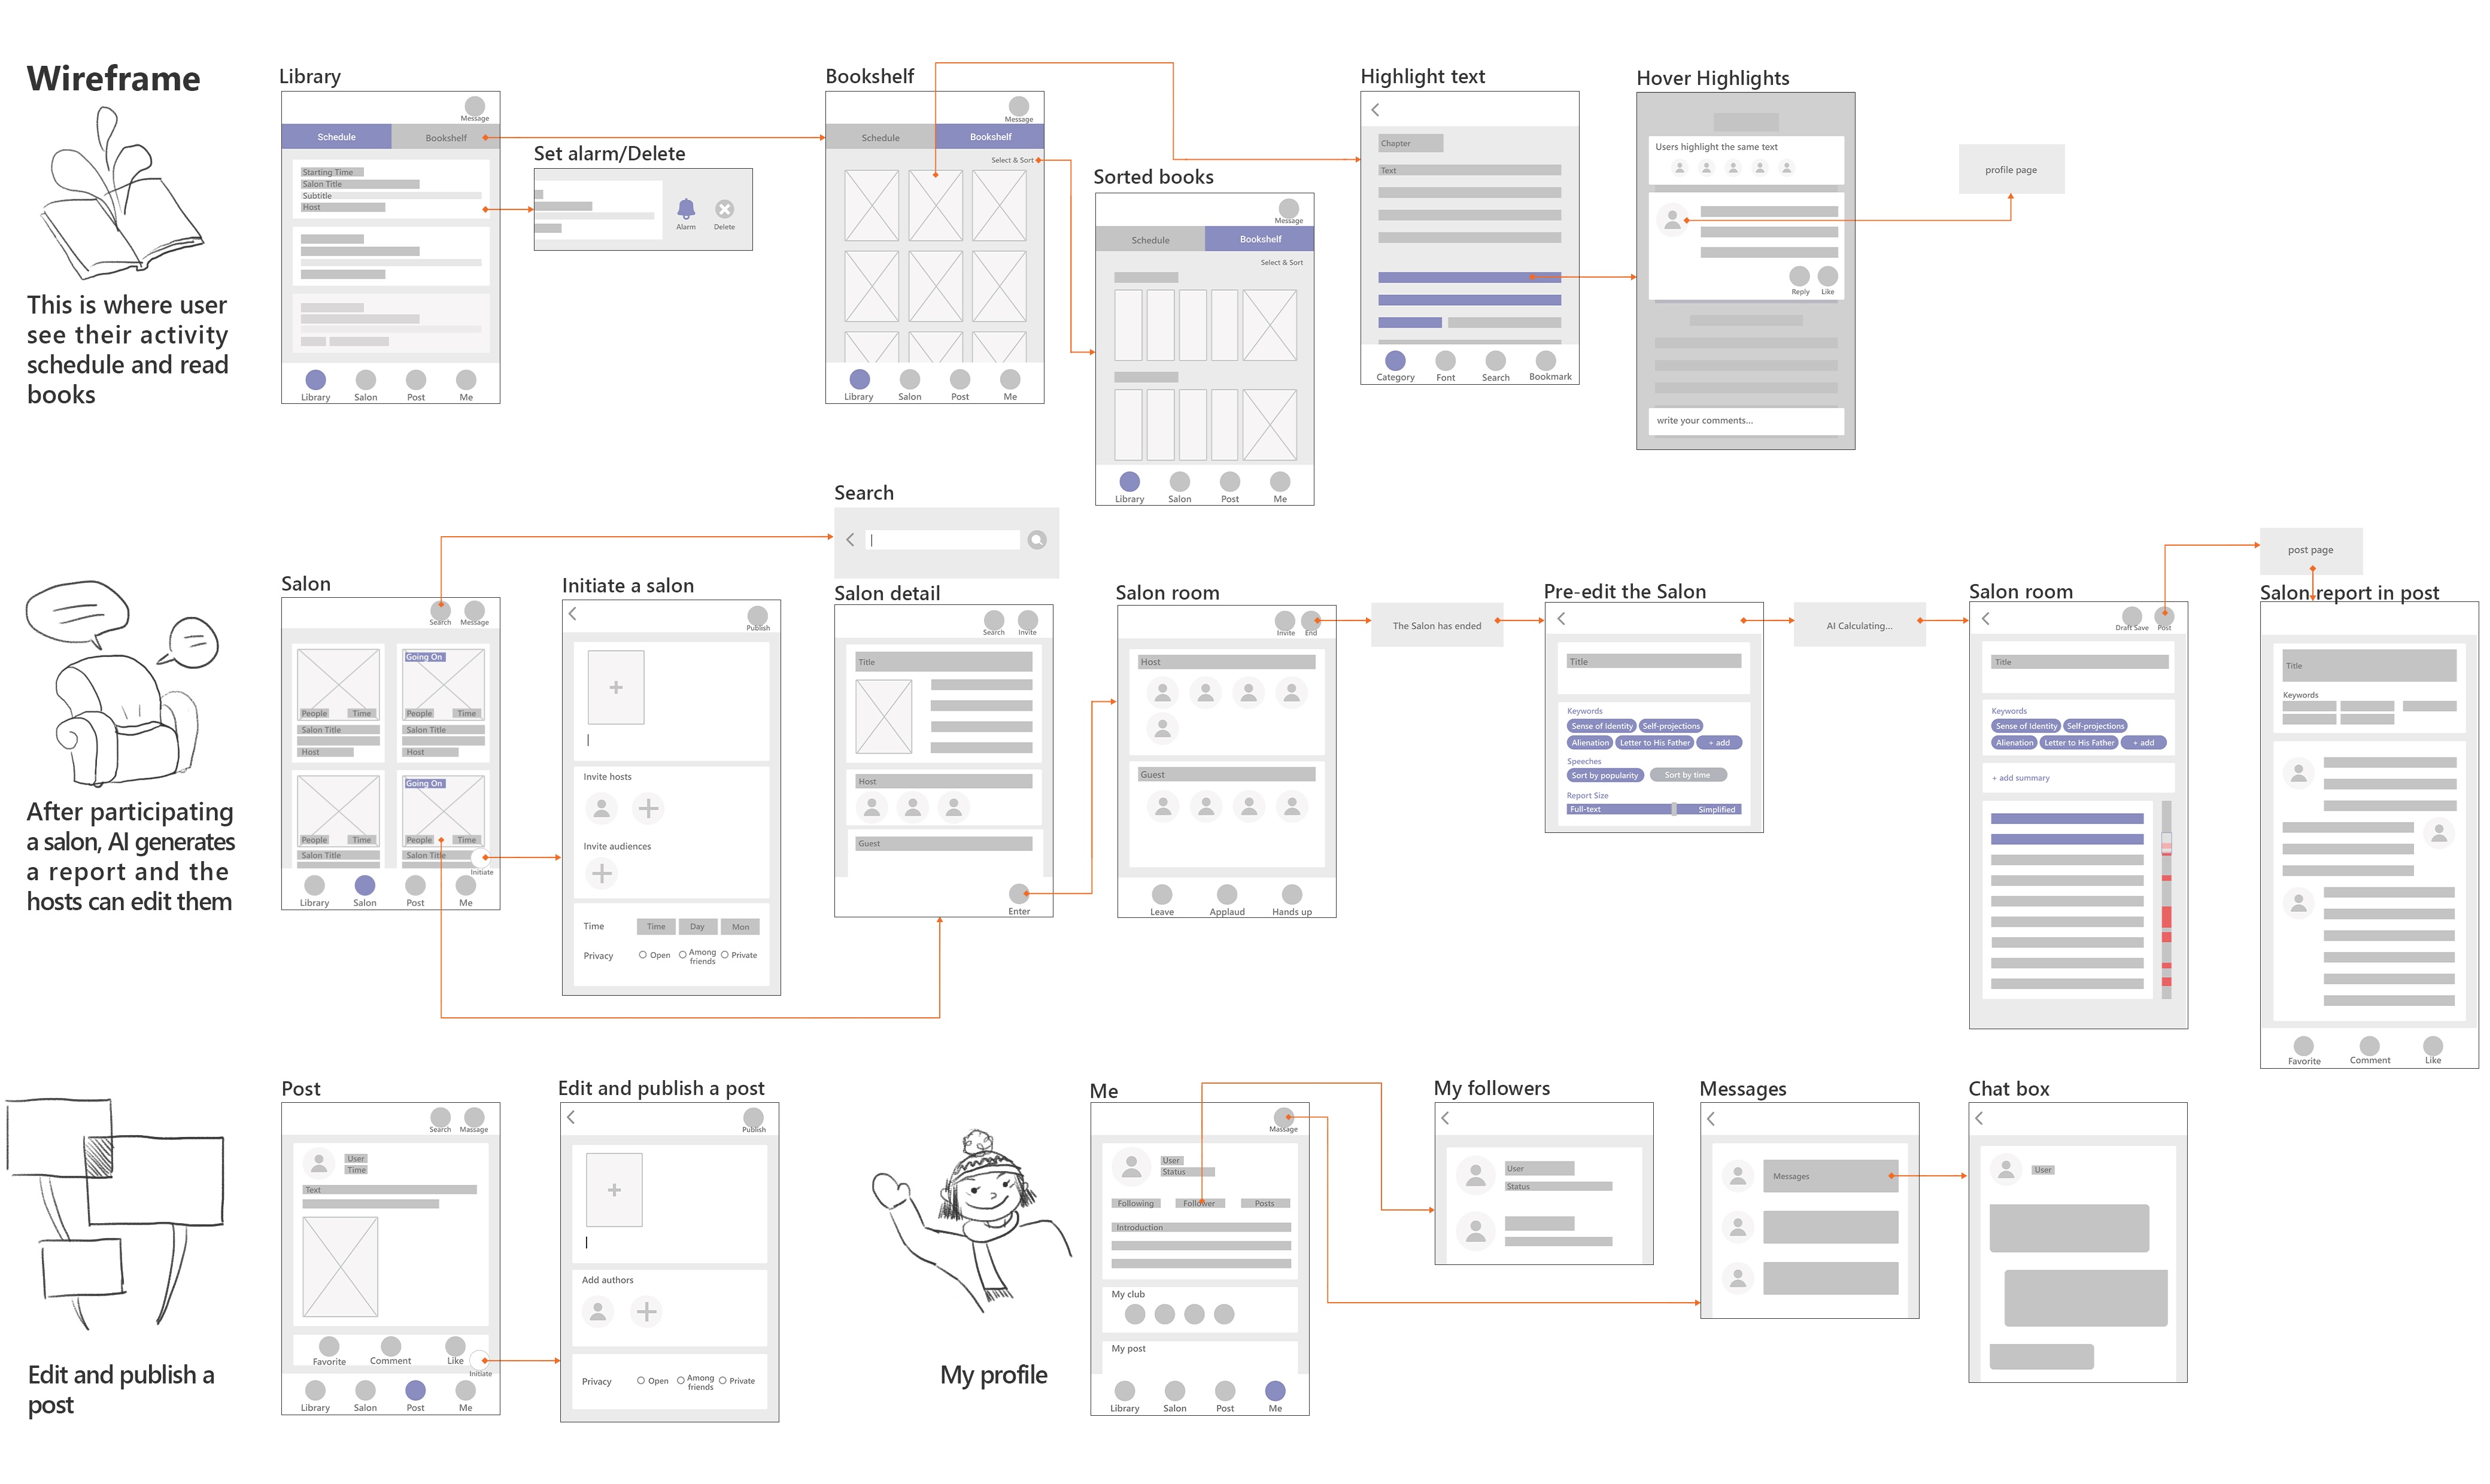 Wireframe
This is where user
see their activity
schedule and read
books
Library
Message
Schedule
Bookshelf
Starting Time
Salon Title
Subtitle
Host
Library
Salon
Post
Me
Set alarm/Delete
Alarm
Delete
Bookshelf
Message
Schedule
Bookshelf
Select & Sort
Library
Salon
Post
Me
Sorted books
Message
Schedule
Bookshelf
Select & Sort
Library
Salon
Post
Me
Highlight text
Chapter
Text
Category
Font
Search
Bookmark
Hover Highlights
Users highlight the same text
Reply
Like
write your comments...
profile page
After participating
a salon, AI generates
a report and the
hosts can edit them
Salon
Search
Message
Going On
People
Time
People
Time
Salon Title
Salon Title
Host
Host
Going On
People
Time
People
Time
Salon Title
Salon Title
Initiate
Library
Salon
Post
Me
Initiate a salon
Publish
Invite hosts
Invite audiences
Time
Time
Day
Mon
Privacy
Open
Among
friends
Private
Search
Salon detail
Search
Invite
Title
Host
Guest
Enter
Salon room
Invite
End
Host
Guest
Leave
Applaud
Hands up
The Salon has ended
Pre-edit the Salon
Title
Keywords
Sense of Identity
Self-projections
Alienation
Letter to His Father
+ add
Speeches
Sort by popularity
Sort by time
Report Size
Full-text
Simplified
AI Calculating...
Salon room
Draft Save
Post
Title
Keywords
Sense of Identity
Self-projections
Alienation
Letter to His Father
+ add
+ add summary
post page
Salon report in post
Title
Keywords
Favorite
Comment
Like
Edit and publish a
post
Post
Search
Massage
User
Time
Text
Favorite
Comment
Like
Initiate
Library
Salon
Post
Me
Edit and publish a post
Publish
Add authors
Privacy
Open
Among
friends
Private
My profile
Me
Massage
User
Status
Following
Follower
Posts
Introduction
My club
My post
Library
Salon
Post
Me
My followers
User
Status
Messages
Messages
Chat box
User